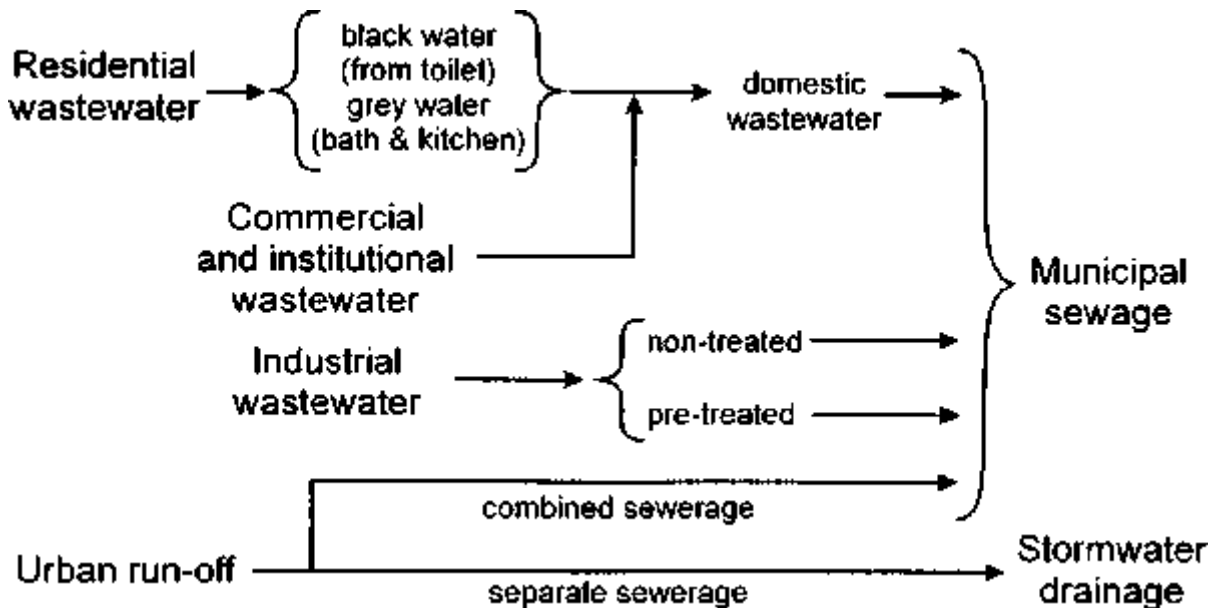 Residential
wastewater
black water
(from toilet)
grey water
(bath & kitchen)
domestic
wastewater
Commercial
and institutional
wastewater
Municipal
sewage
Industrial
wastewater
non-treated
pre-treated
combined sewerage
Urban run-off
separate sewerage
Stormwater
drainage